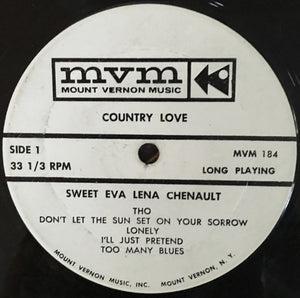 mvm
MOUNT VERNON MUSIC
COUNTRY LOVE
SIDE 1
MVM 184
33 1/3 RPM
LONG PLAYING
SWEET EVA LENA CHENAULT
THO
DON'T LET THE SUN SET ON YOUR SORROW
LONELY
I'LL JUST PRETEND
TOO MANY BLUES
MOUNT VERNON MUSIC, INC. MOUNT VERNON, N. Y.